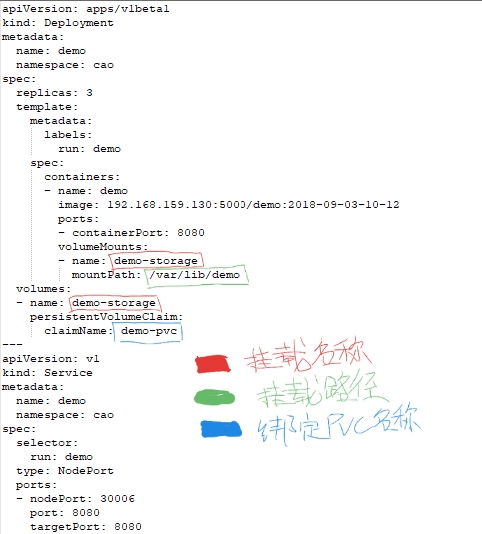 apiVersion: apps/v1beta1
kind: Deployment
metadata:
  name: demo
  namespace: cao
spec:
  replicas: 3
  template:
    metadata:
      labels:
        run: demo
    spec:
      containers:
      - name: demo
        image: 192.168.159.130:5000/demo:2018-09-03-10-12
        ports:
        - containerPort: 8080
        volumeMounts:
        - name: demo-storage
          mountPath: /var/lib/demo
  volumes:
  - name: demo-storage
    persistentVolumeClaim:
      claimName: demo-pvc
---
apiVersion: v1
kind: Service
metadata:
  name: demo
  namespace: cao
spec:
  selector:
    run: demo
  type: NodePort
  ports:
  - nodePort: 30006
    port: 8080
    targetPort: 8080
挂载名称
挂载路径
绑定PVC名称